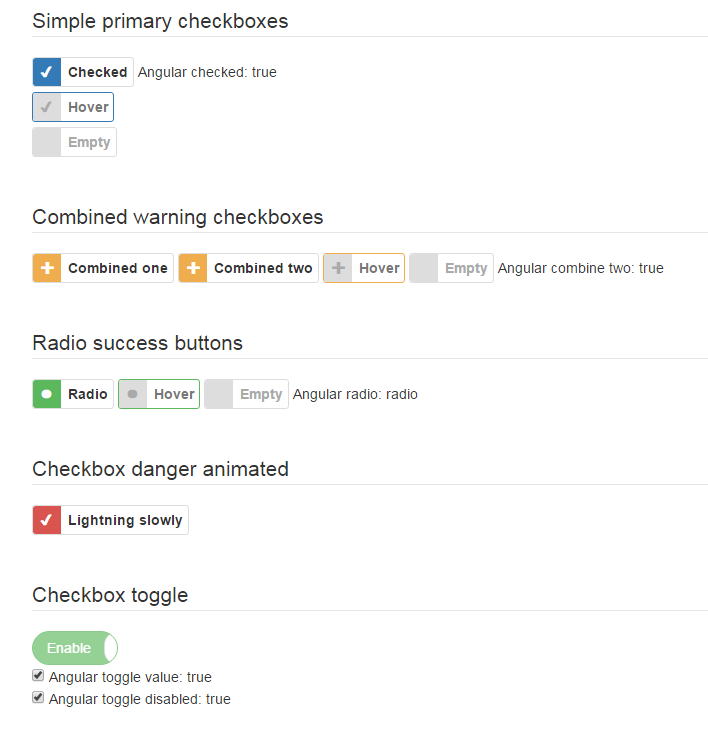 Simple primary checkboxes
Checked Angular checked: true
Hover
Empty
Combined warning checkboxes
Combined one Combined two Hover Empty Angular combine two: true
Radio success buttons
Radio Hover Empty Angular radio: radio
Checkbox danger animated
Lightning slowly
Checkbox toggle
Enable
Angular toggle value: true
Angular toggle disabled: true